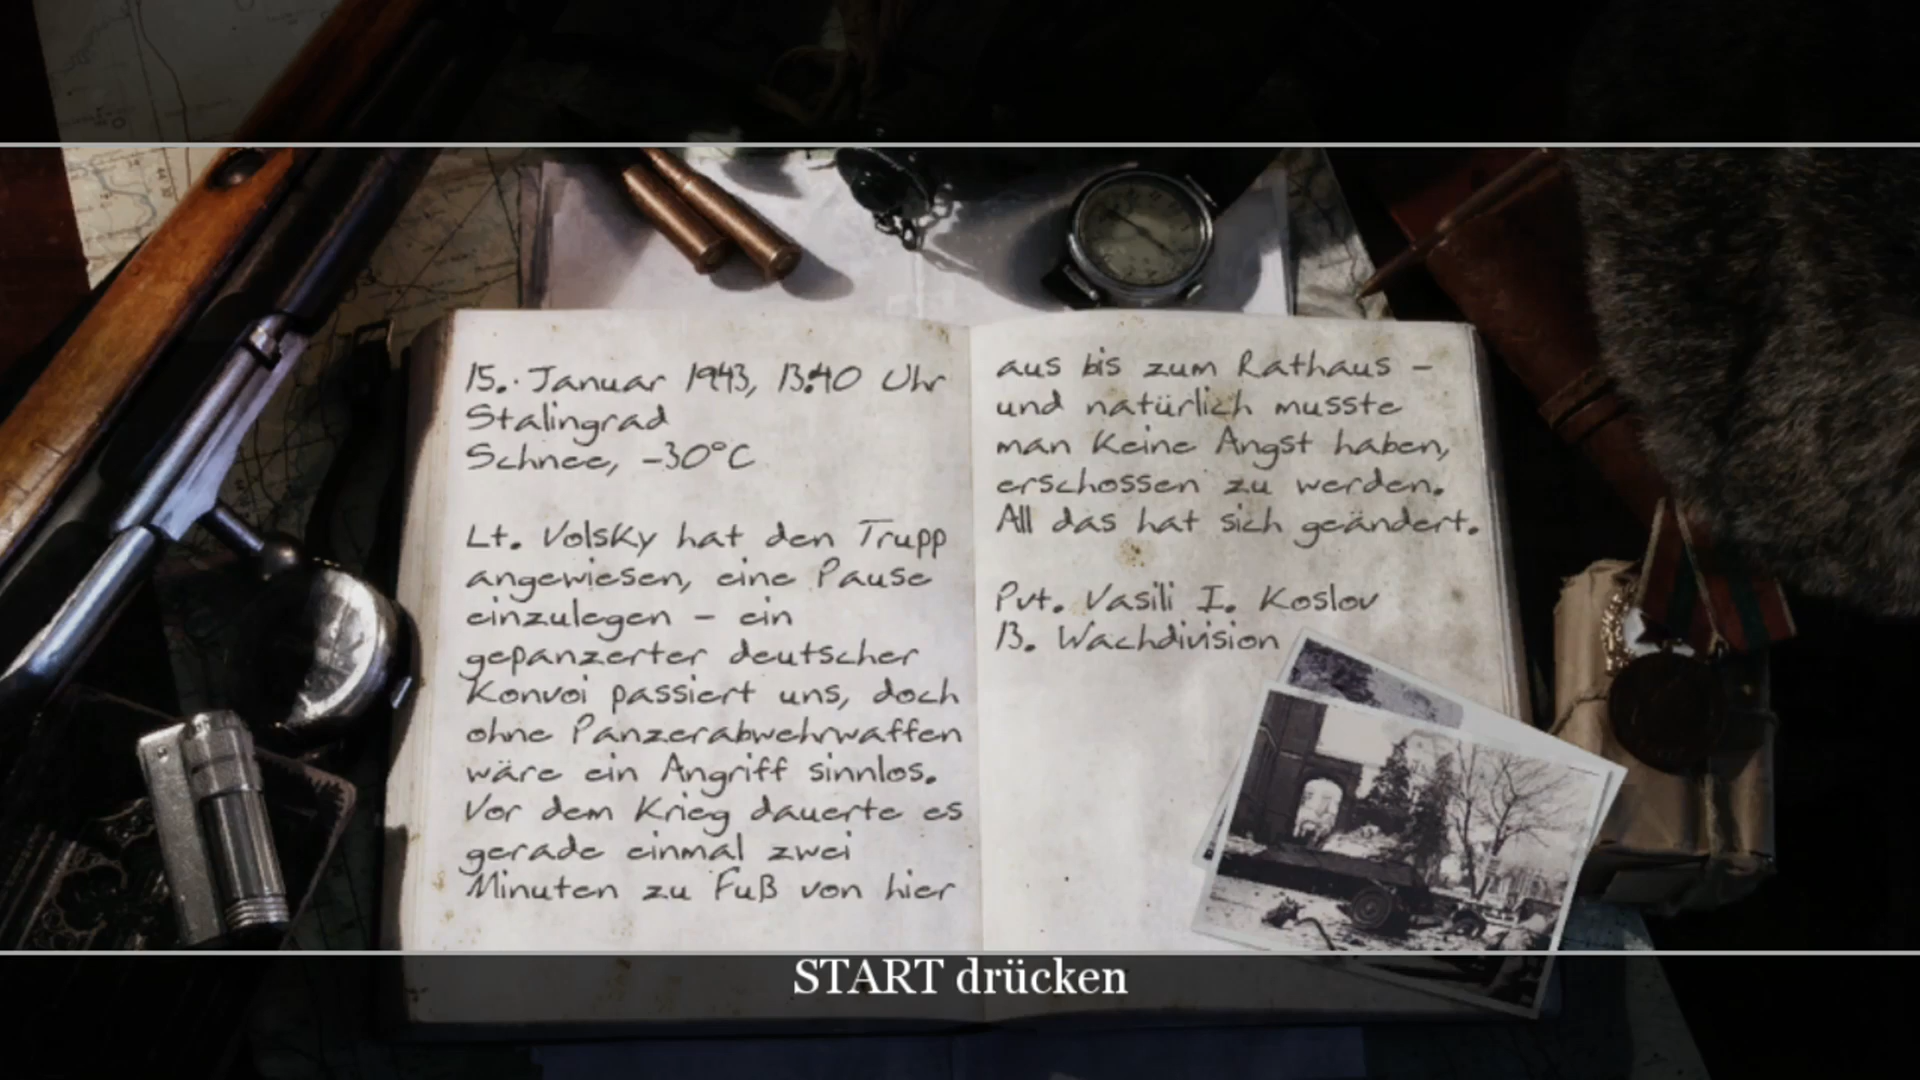 15. Januar 1943, 13:40 Uhr
Stalingrad
Schnee, -30°C
Lt. Volsky hat den Trupp
angewiesen, eine Pause
einzulegen - ein
gepanzerter deutscher
Konvoi passiert uns, doch
ohne Panzerabwehrwaffen
wäre ein Angriff sinnlos.
Vor dem Krieg dauerte es
gerade einmal zwei
Minuten zu Fuß von hier
aus bis zum Rathaus -
und natürlich musste
man keine Angst haben,
erschossen zu werden.
All das hat sich geändert.
Pvt. Vasili I. Koslov
13. Wachdivision
START drücken